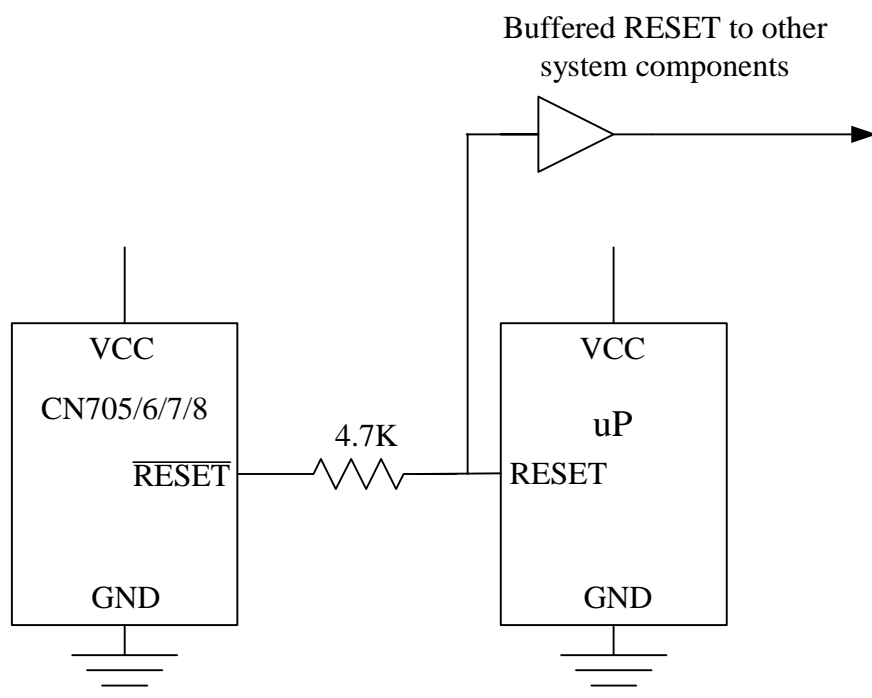 Buffered RESET to other
system components
VCC
CN705/6/7/8
RESET
GND
4.7K
VCC
uP
RESET
GND